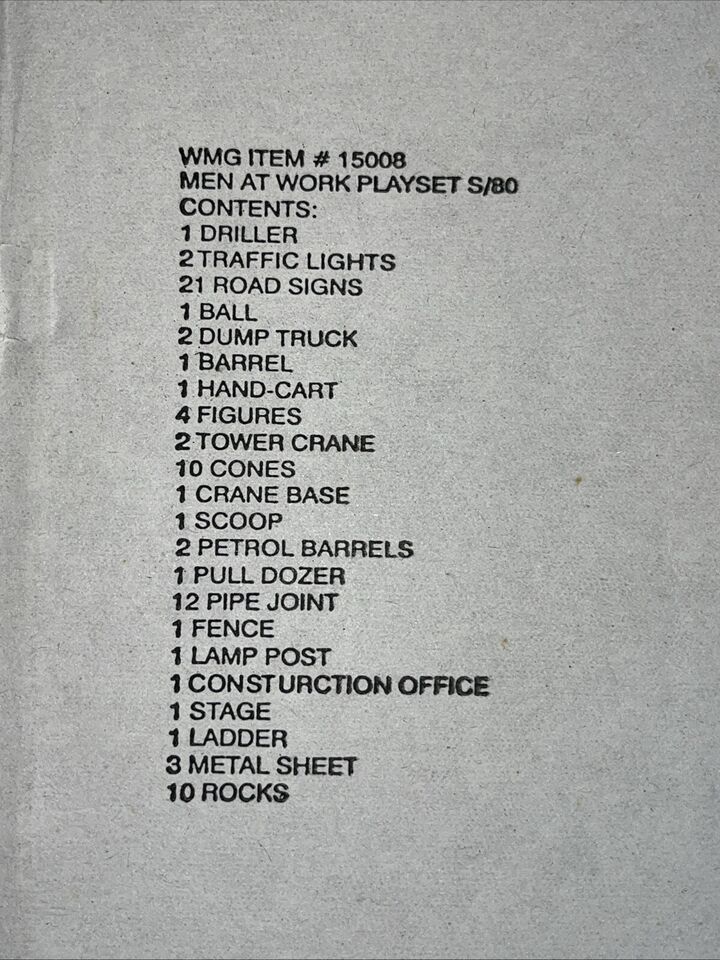 WMG ITEM # 15008
MEN AT WORK PLAYSET S/80
CONTENTS:
1 DRILLER
2 TRAFFIC LIGHTS
21 ROAD SIGNS
1 BALL
2 DUMP TRUCK
1 BARREL
1 HAND-CART
4 FIGURES
2 TOWER CRANE
10 CONES
1 CRANE BASE
1 SCOOP
2 PETROL BARRELS
1 PULL DOZER
12 PIPE JOINT
1 FENCE
1 LAMP POST
1 CONSTURCTION OFFICE
1 STAGE
1 LADDER
3 METAL SHEET
10 ROCKS